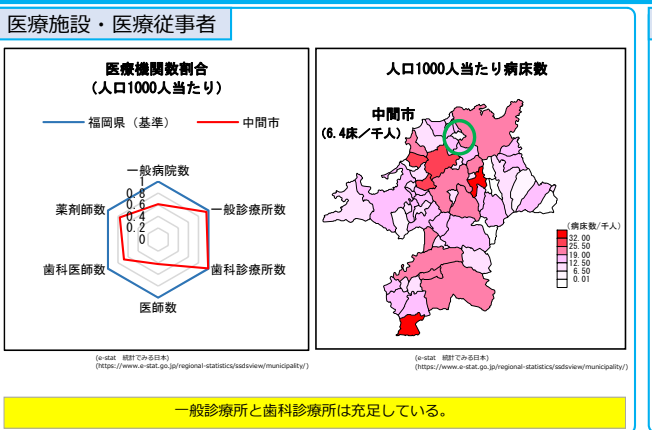 医療施設・医療従事者
医療機関数割合
（人口1000人当たり）
福岡県（基準）
中間市
一般病院数
1
0.8
0.6
0.4
0.2
0
薬剤師数
一般診療所数
歯科医師数
歯科診療所数
医師数
(e-stat　統計でみる日本)
(https://www.e-stat.go.jp/regional-statistics/ssdsview/municipality/)
人口1000人当たり病床数
中間市
(6.4床／千人)
(病床数/千人)
32.00
25.50
19.00
12.50
6.50
0.01
(e-stat　統計でみる日本)
(https://www.e-stat.go.jp/regional-statistics/ssdsview/municipality/)
一般診療所と歯科診療所は充足している。